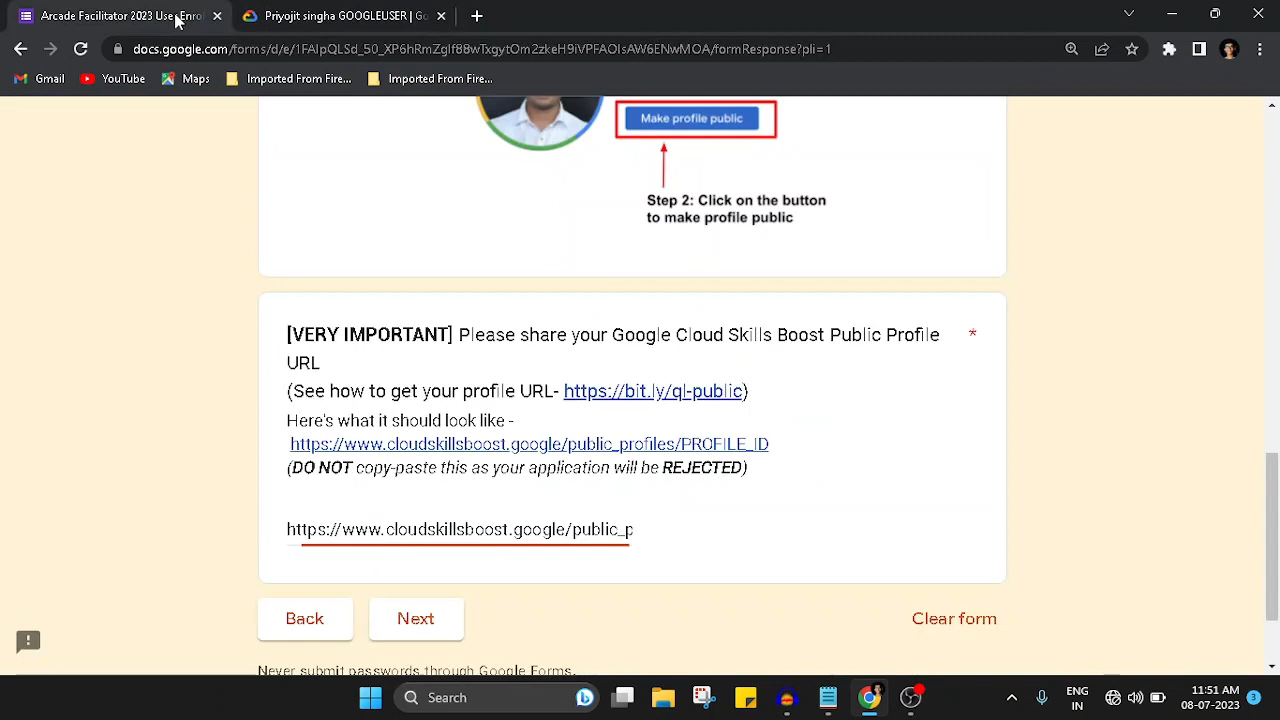 Arcade Facilitator 2023 User Enrol
Priyojit singha GOOGLEUSER | Go
docs.google.com/forms/d/e/1FAIpQLSd_50_XP6hRmZglf88wTxgytOm2zkeH9iVPFAOIsAW6ENwMOA/formResponse?pli=1
Gmail
YouTube
Maps
Imported From Fire...
Imported From Fire...
Make profile public
Step 2: Click on the button
to make profile public
[VERY IMPORTANT] Please share your Google Cloud Skills Boost Public Profile *
URL
(See how to get your profile URL- https://bit.ly/ql-public)
Here's what it should look like -
https://www.cloudskillsboost.google/public_profiles/PROFILE_ID
(DO NOT copy-paste this as your application will be REJECTED)
https://www.cloudskillsboost.google/public_p
Back
Next
Clear form
Never submit passwords through Google Forms.
Search
ENG
IN
11:51 AM
08-07-2023
3